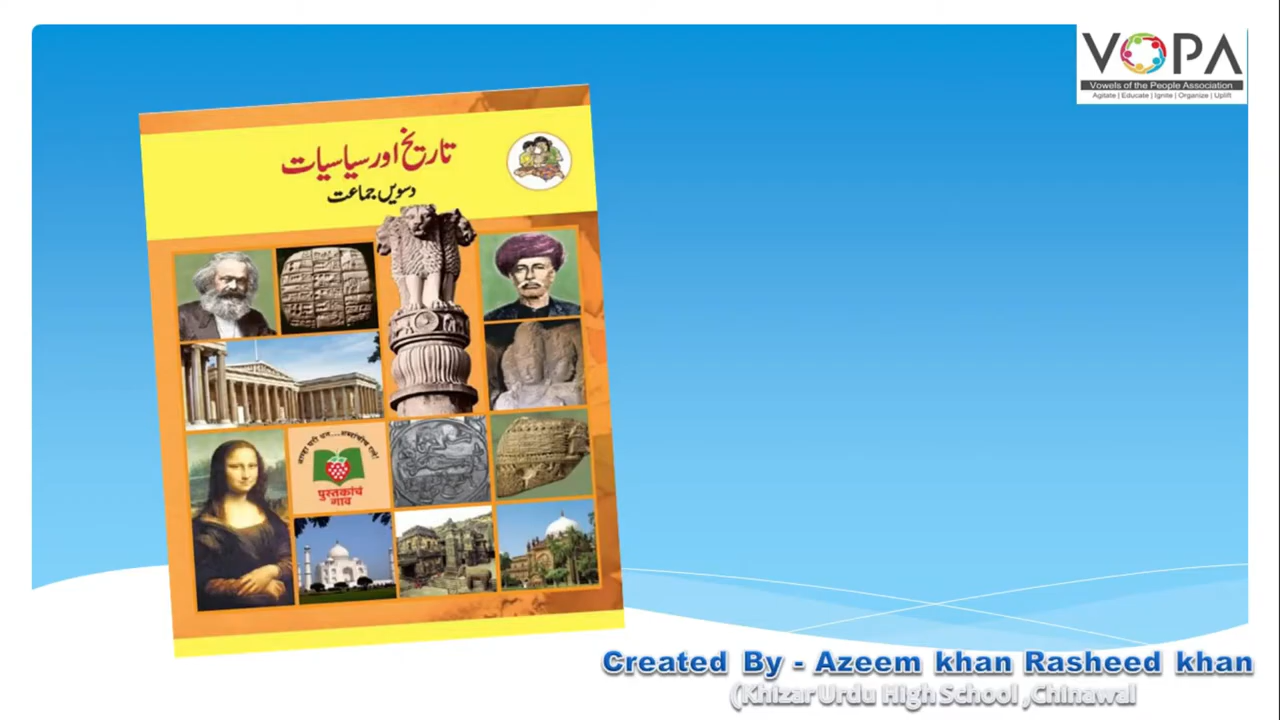 VOPA
Vowels of the People Association
Agitate | Educate | Ignite | Organize | Uplift
تاریخ اور سیاسیات
دسویں جماعت
पुस्तकांचं
गाव
Created By - Azeem khan Rasheed khan
(Khizar Urdu High School ,Chinawal